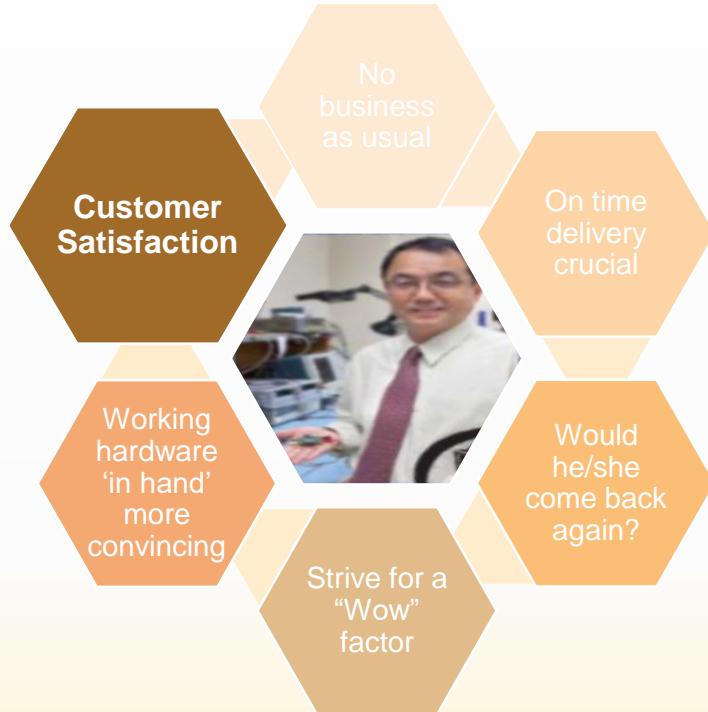 No
business
as usual
Customer
Satisfaction
On time
delivery
crucial
Working
hardware
‘in hand’
more
convincing
Would
he/she
come back
again?
Strive for a
“Wow”
factor